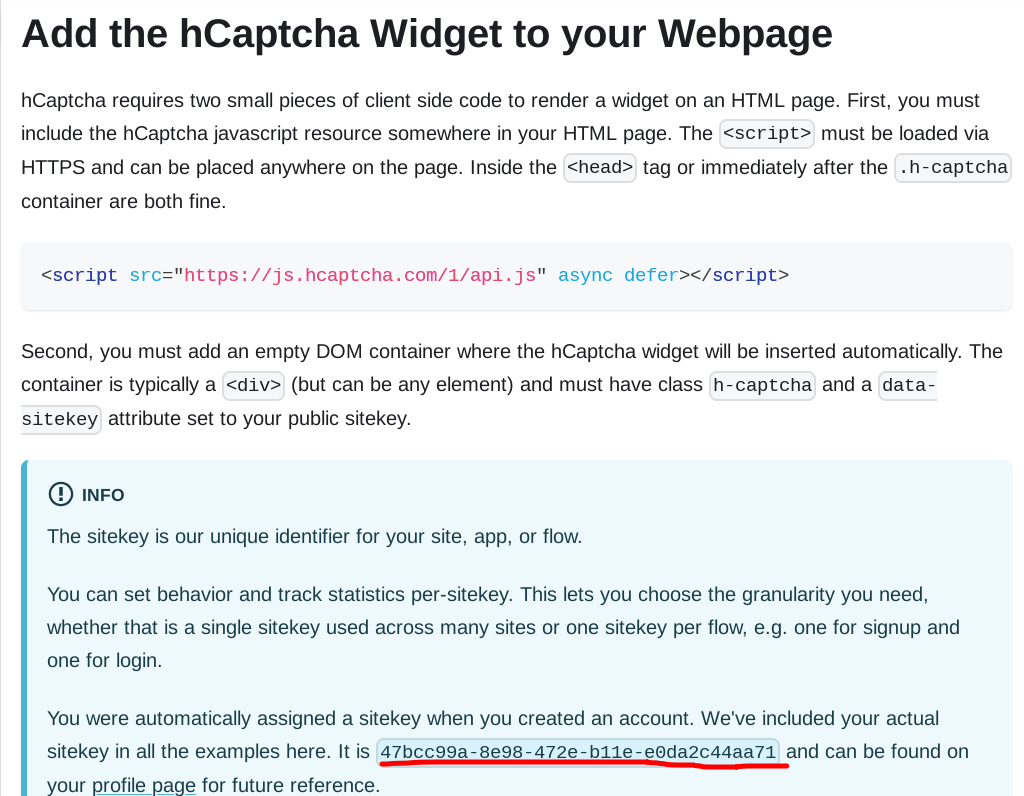 Add the hCaptcha Widget to your Webpage
hCaptcha requires two small pieces of client side code to render a widget on an HTML page. First, you must
include the hCaptcha javascript resource somewhere in your HTML page. The <script> must be loaded via
HTTPS and can be placed anywhere on the page. Inside the <head> tag or immediately after the .h-captcha
container are both fine.
<script src="https://js.hcaptcha.com/1/api.js" async defer></script>
Second, you must add an empty DOM container where the hCaptcha widget will be inserted automatically. The
container is typically a <div> (but can be any element) and must have class h-captcha and a data-
sitekey attribute set to your public sitekey.
INFO
The sitekey is our unique identifier for your site, app, or flow.
You can set behavior and track statistics per-sitekey. This lets you choose the granularity you need,
whether that is a single sitekey used across many sites or one sitekey per flow, e.g. one for signup and
one for login.
You were automatically assigned a sitekey when you created an account. We've included your actual
sitekey in all the examples here. It is 47bcc99a-8e98-472e-b11e-e0da2c44aa71 and can be found on
your profile page for future reference.